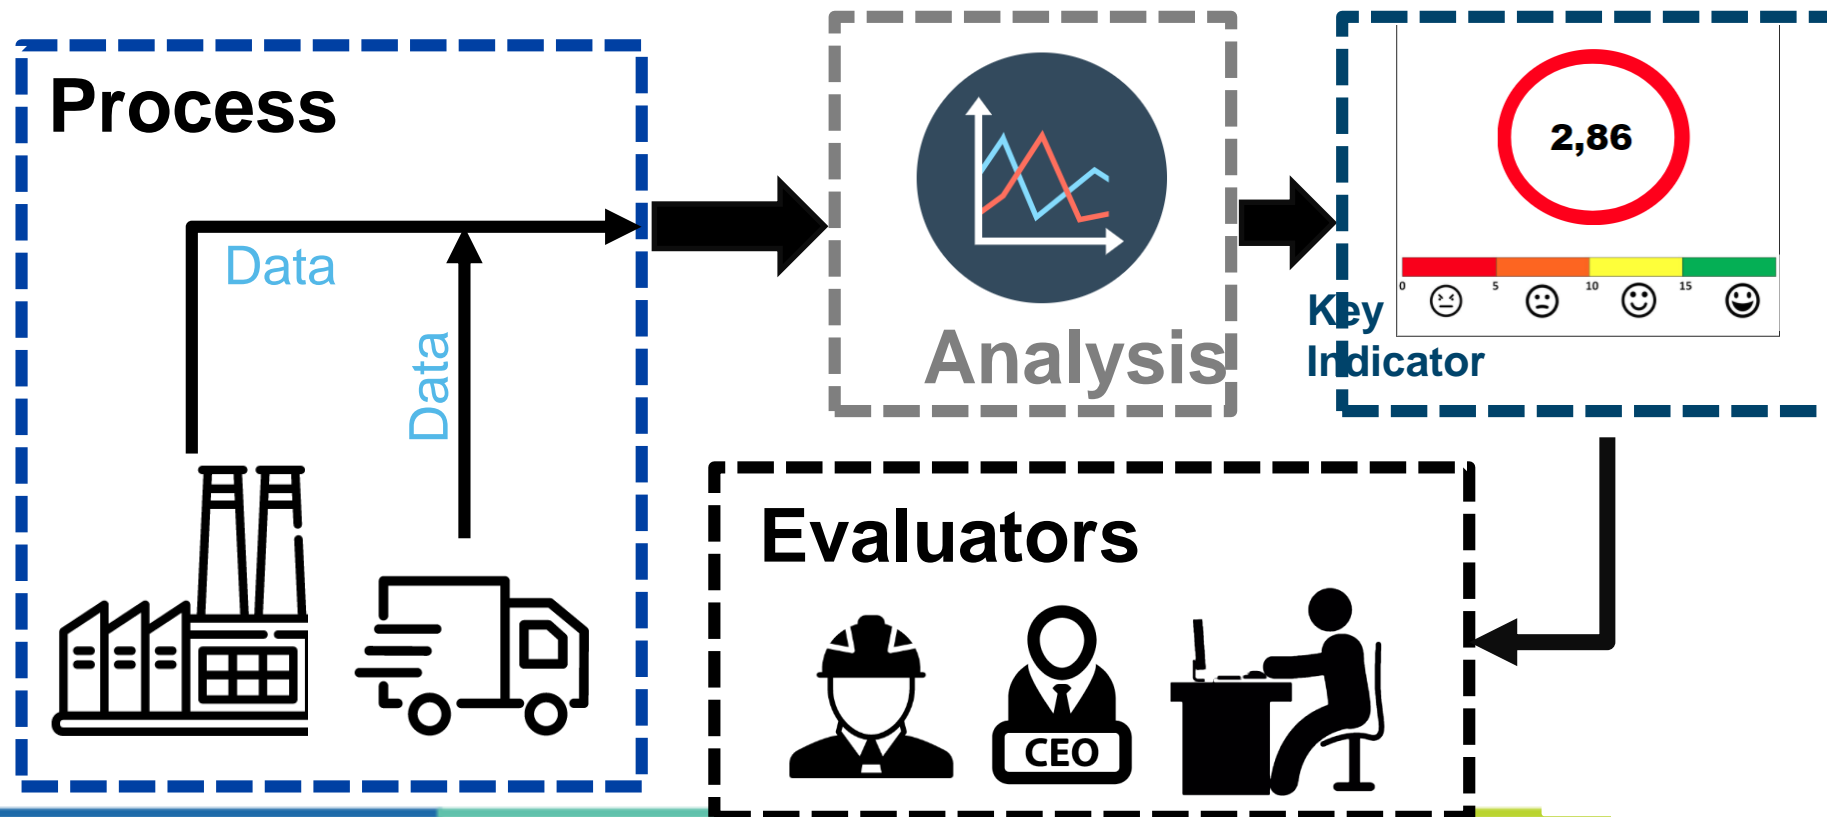 Process
Data
Data
Analysis
2,86
0 5 10 15
Key
Indicator
Evaluators
CEO